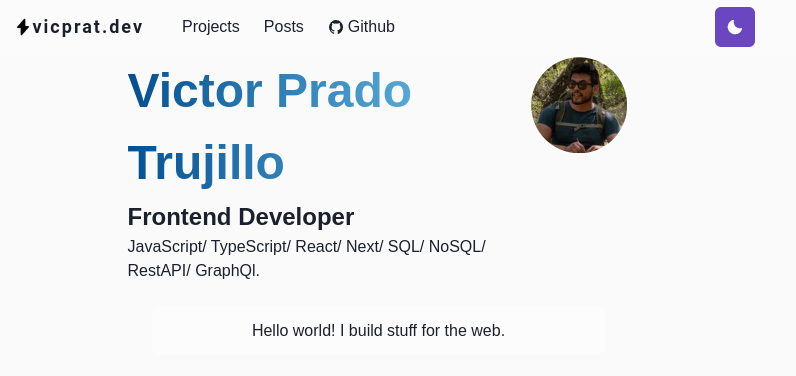 vicprat.dev Projects Posts Github
Victor Prado
Trujillo
Frontend Developer
JavaScript/ TypeScript/ React/ Next/ SQL/ NoSQL/
RestAPI/ GraphQl.
Hello world! I build stuff for the web.